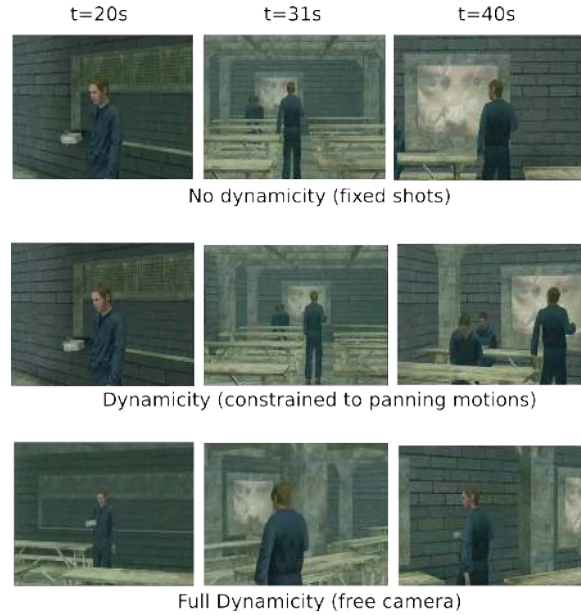 t=20s t=31s t=40s
No dynamicity (fixed shots)
Dynamicity (constrained to panning motions)
Full Dynamicity (free camera)